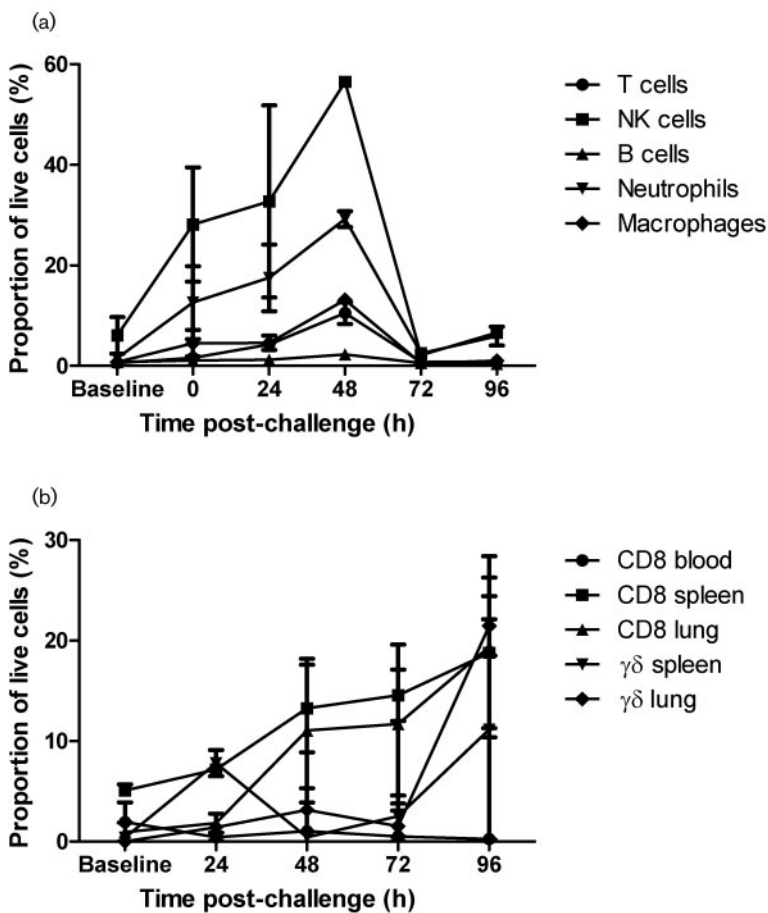 (a)
60
40
20
0
Proportion of live cells (%)
Baseline 0 24 48 72 96
Time post-challenge (h)
T cells
NK cells
B cells
Neutrophils
Macrophages
(b)
30
20
10
0
Proportion of live cells (%)
Baseline 24 48 72 96
Time post-challenge (h)
CD8 blood
CD8 spleen
CD8 lung
γδ spleen
γδ lung